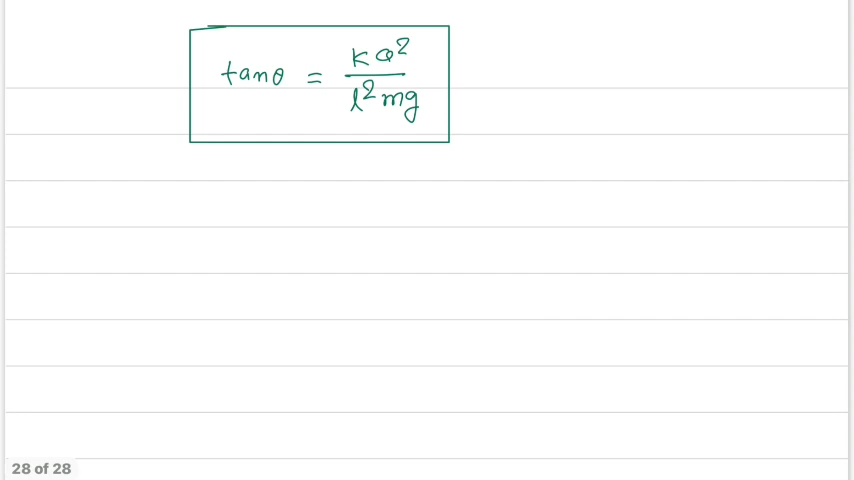 tanθ = KQ²/l²mg
28 of 28